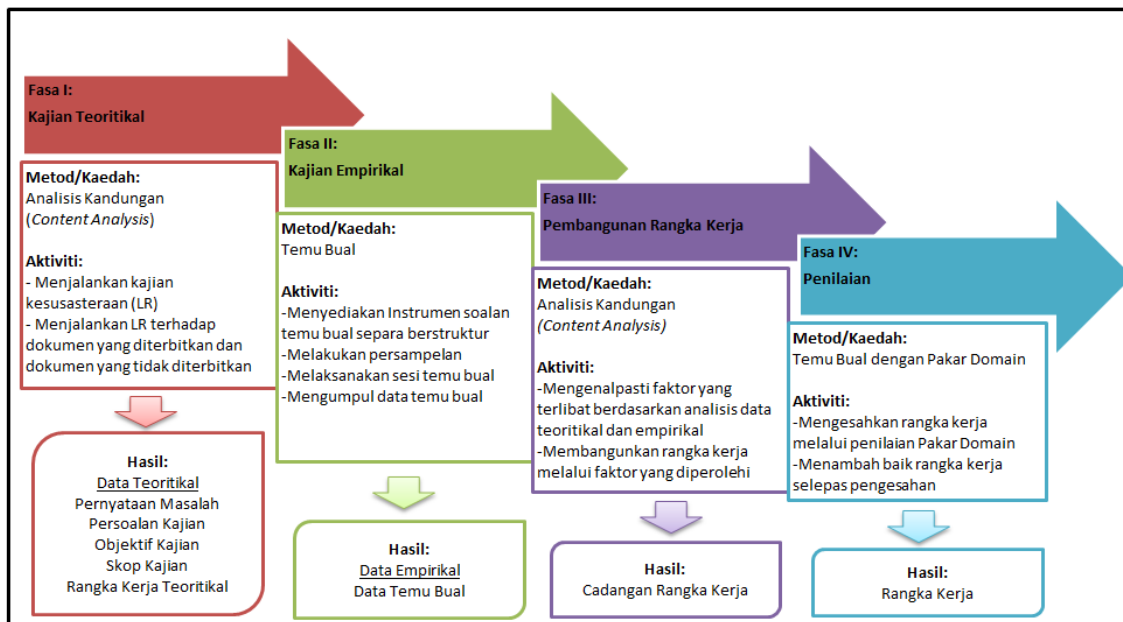 Fasa I:
Kajian Teoritikal
Metod/Kaedah:
Analisis Kandungan
(Content Analysis)
Aktiviti:
- Menjalankan kajian
kesusasteraan (LR)
- Menjalankan LR terhadap
dokumen yang diterbitkan dan
dokumen yang tidak diterbitkan
Hasil:
Data Teoritikal
Pernyataan Masalah
Persoalan Kajian
Objektif Kajian
Skop Kajian
Rangka Kerja Teoritikal
Fasa II:
Kajian Empirikal
Metod/Kaedah:
Temu Bual
Aktiviti:
-Menyediakan Instrumen soalan
temu bual separa berstruktur
-Melakukan persampelan
-Melaksanakan sesi temu bual
-Mengumpul data temu bual
Hasil:
Data Empirikal
Data Temu Bual
Fasa III:
Pembangunan Rangka Kerja
Metod/Kaedah:
Analisis Kandungan
(Content Analysis)
Aktiviti:
-Mengenalpasti faktor yang
terlibat berdasarkan analisis data
teoritikal dan empirikal
-Membangunkan rangka kerja
melalui faktor yang diperolehi
Hasil:
Cadangan Rangka Kerja
Fasa IV:
Penilaian
Metod/Kaedah:
Temu Bual dengan Pakar Domain
Aktiviti:
-Mengesahkan rangka kerja
melalui penilaian Pakar Domain
-Menambah baik rangka kerja
selepas pengesahan
Hasil:
Rangka Kerja